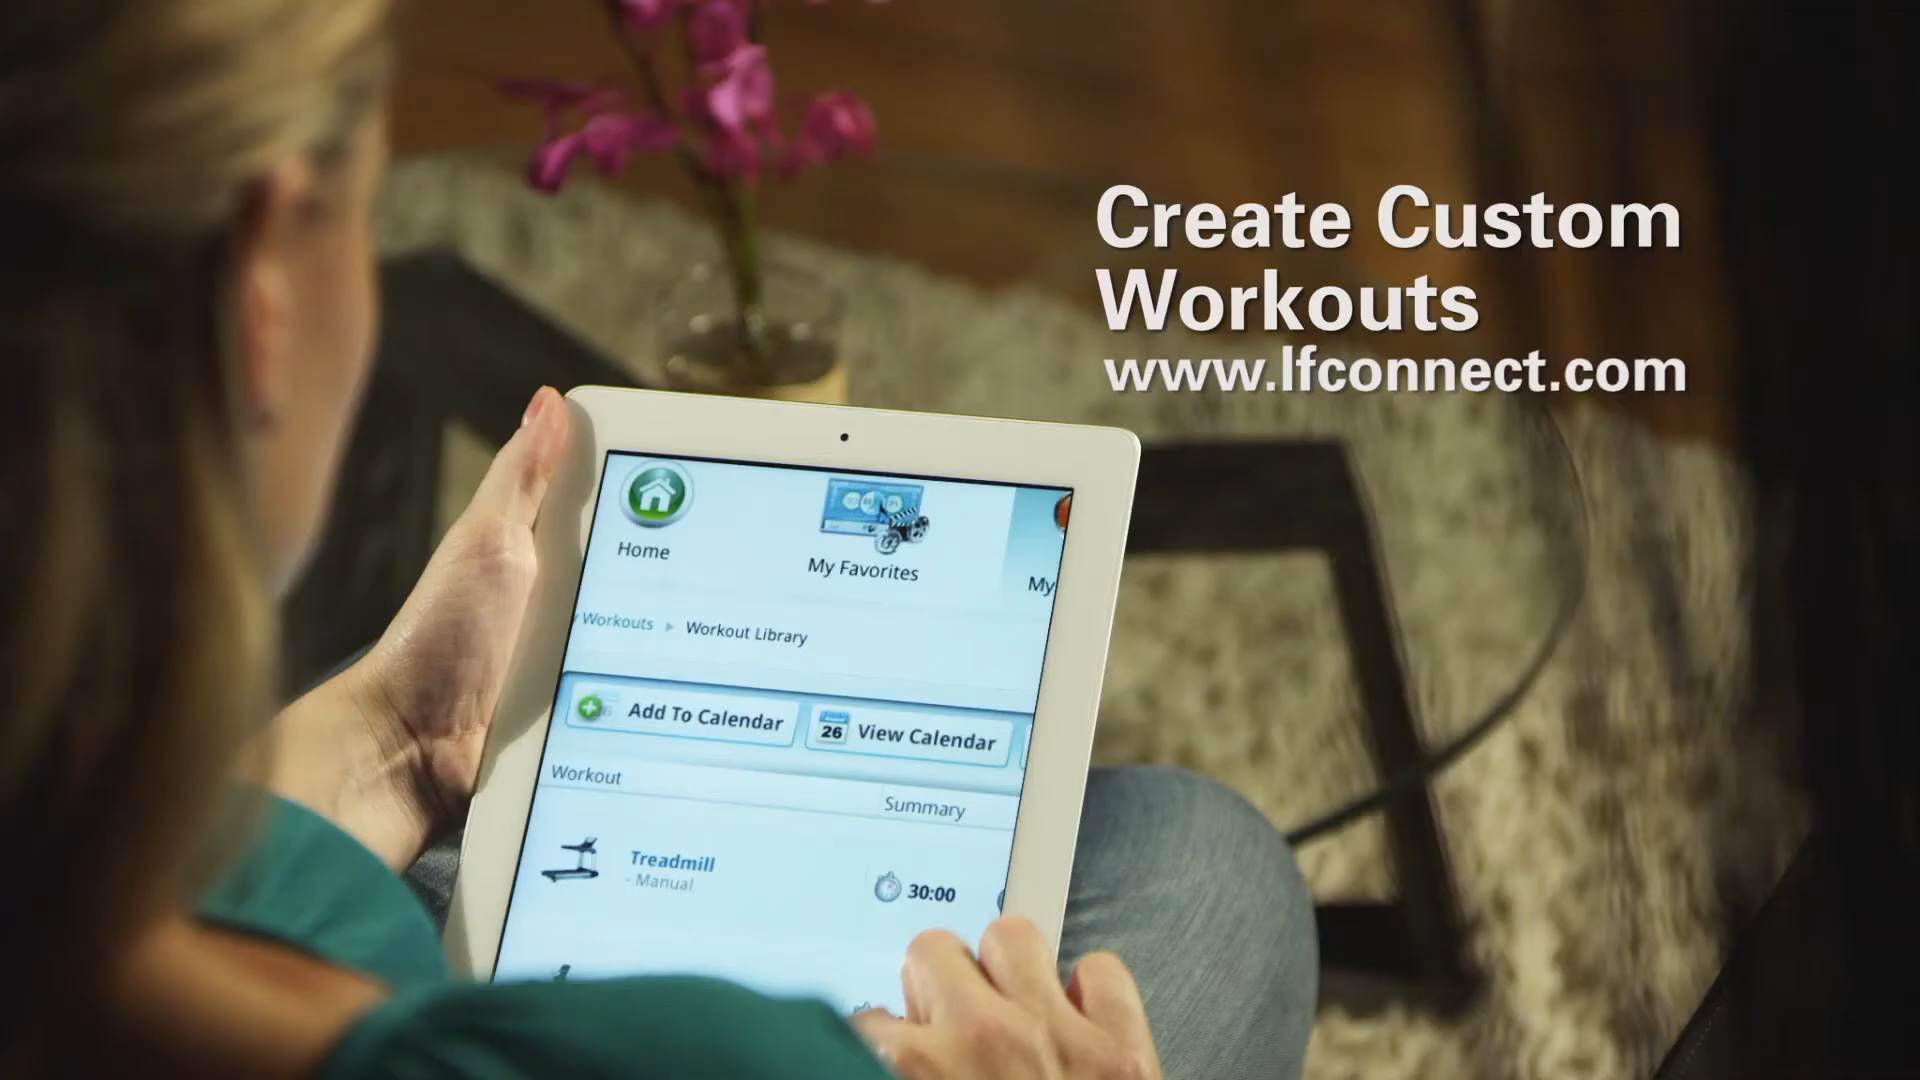 Create Custom
Workouts
www.lfconnect.com
Home
My Favorites
My
Workouts
Workout Library
Add To Calendar
26 View Calendar
Workout
Summary
Treadmill
- Manual
30:00